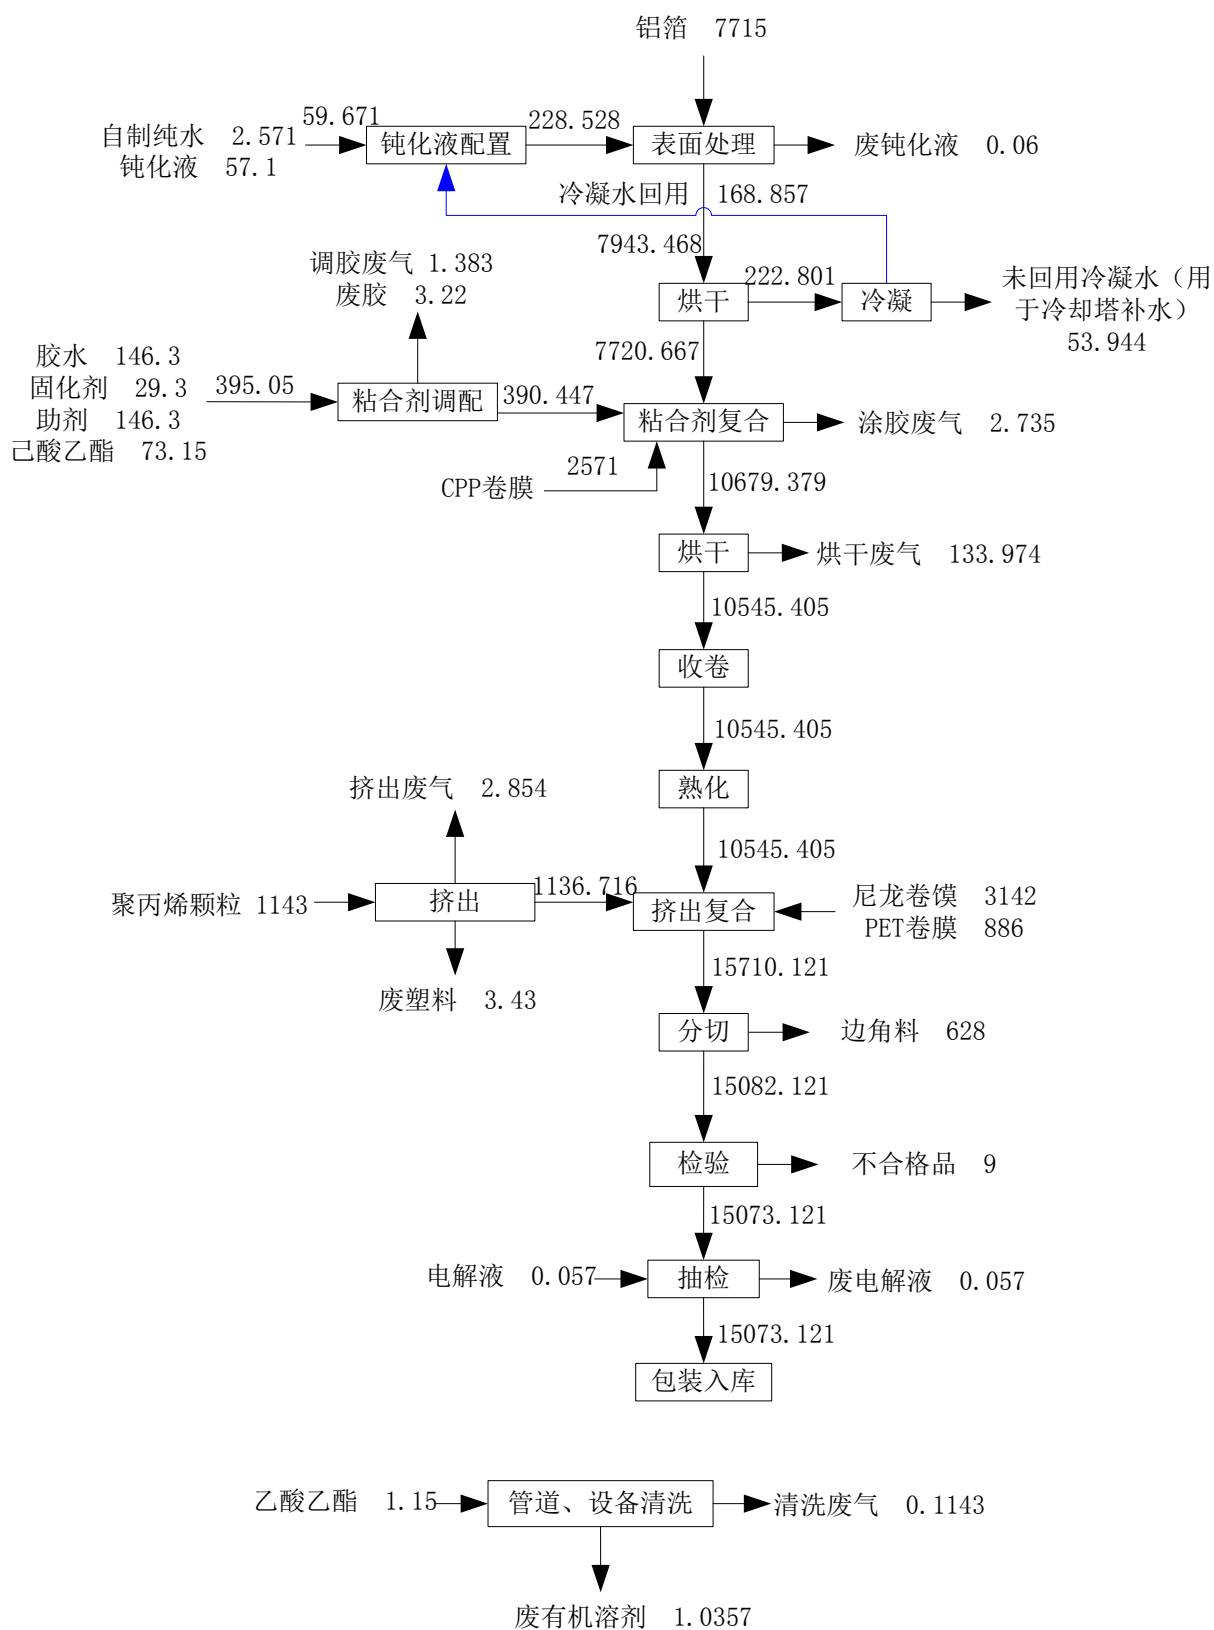 铝箔 7715
59.671
228.528
自制纯水 2.571
钝化液 57.1
钝化液配置
表面处理
废钝化液 0.06
冷凝水回用 168.857
7943.468
调胶废气 1.383
废胶 3.22
烘干
222.801
冷凝
未回用冷凝水（用
于冷却塔补水）
53.944
7720.667
胶水 146.3
固化剂 29.3
助剂 146.3
己酸乙酯 73.15
395.05
粘合剂调配
390.447
粘合剂复合
涂胶废气 2.735
2571
CPP卷膜
10679.379
烘干
烘干废气 133.974
10545.405
收卷
10545.405
熟化
挤出废气 2.854
10545.405
聚丙烯颗粒 1143
挤出
1136.716
挤出复合
尼龙卷馍 3142
PET卷膜 886
15710.121
废塑料 3.43
分切
边角料 628
15082.121
检验
不合格品 9
15073.121
电解液 0.057
抽检
废电解液 0.057
15073.121
包装入库
乙酸乙酯 1.15
管道、设备清洗
清洗废气 0.1143
废有机溶剂 1.0357